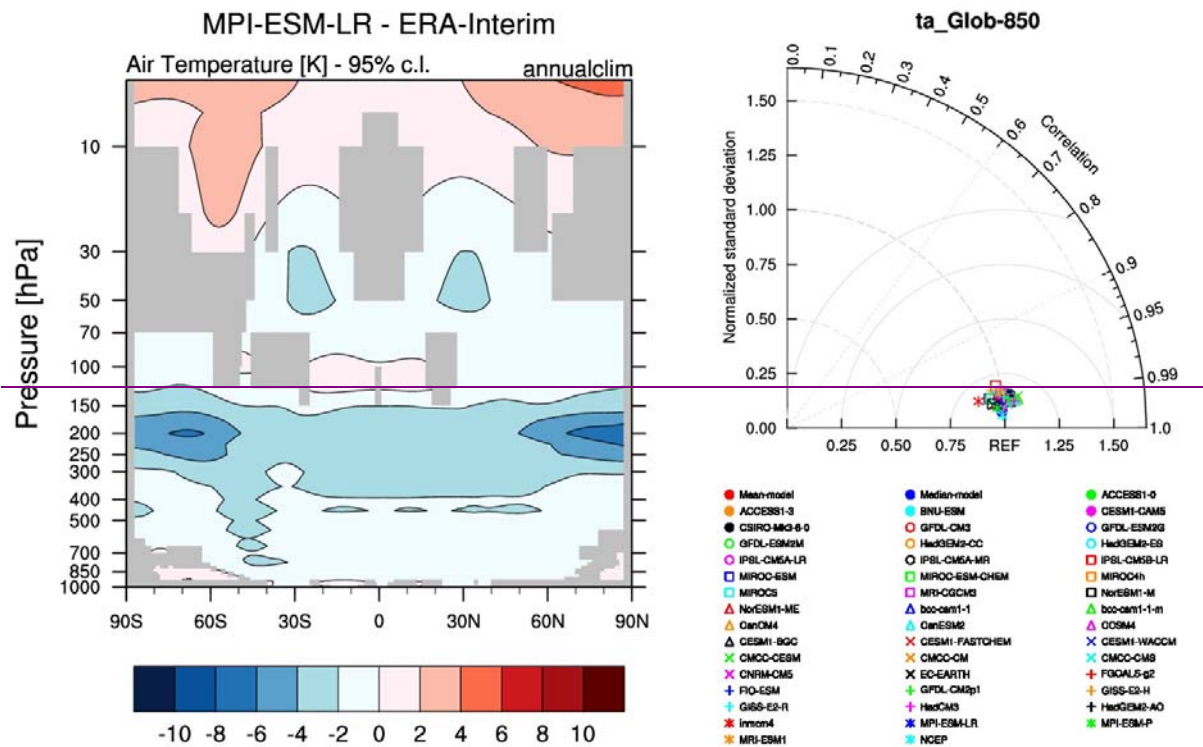 MPI-ESM-LR - ERA-Interim
Air Temperature [K] - 95% c.l. annualclim
Pressure [hPa]
10
30
50
70
100
150
200
250
300
400
500
700
850
1000
90S 60S 30S 0 30N 60N 90N
-10 -8 -6 -4 -2 0 2 4 6 8 10
ta_Glob-850
0.0 0.1 0.2 0.3 0.4 0.5 0.6 0.7 0.8 0.9 0.95 0.99 1.0
Correlation
Normalized standard deviation
1.50
1.25
1.00
0.75
0.50
0.25
0.00
0.25 0.50 0.75 REF 1.25 1.50
Mean-model Median-model ACCESS1-0
ACCESS1-3 BNU-ESM CESM1-CAM5
CSIRO-Mk3-6-0 GFDL-CM3 GFDL-ESM2G
GFDL-ESM2M HadGEM2-CC HadGEM2-ES
IPSL-CM5A-LR IPSL-CM5A-MR IPSL-CM5B-LR
MIROC-ESM MIROC-ESM-CHEM MIROC4h
MIROC5 MRI-CGCM3 NorESM1-M
NorESM1-ME bcc-csm1-1 bcc-csm1-1-m
CanCM4 CanESM2 CCSM4
CESM1-BGC CESM1-FASTCHEM CESM1-WACCM
CMCC-CESM CMCC-CM CMCC-CMS
CNRM-CM5 EC-EARTH FGOALS-g2
FIO-ESM GFDL-CM2p1 GISS-E2-H
GISS-E2-R HadCM3 HadGEM2-AO
inmcm4 MPI-ESM-LR MPI-ESM-P
MRI-ESM1 NCEP